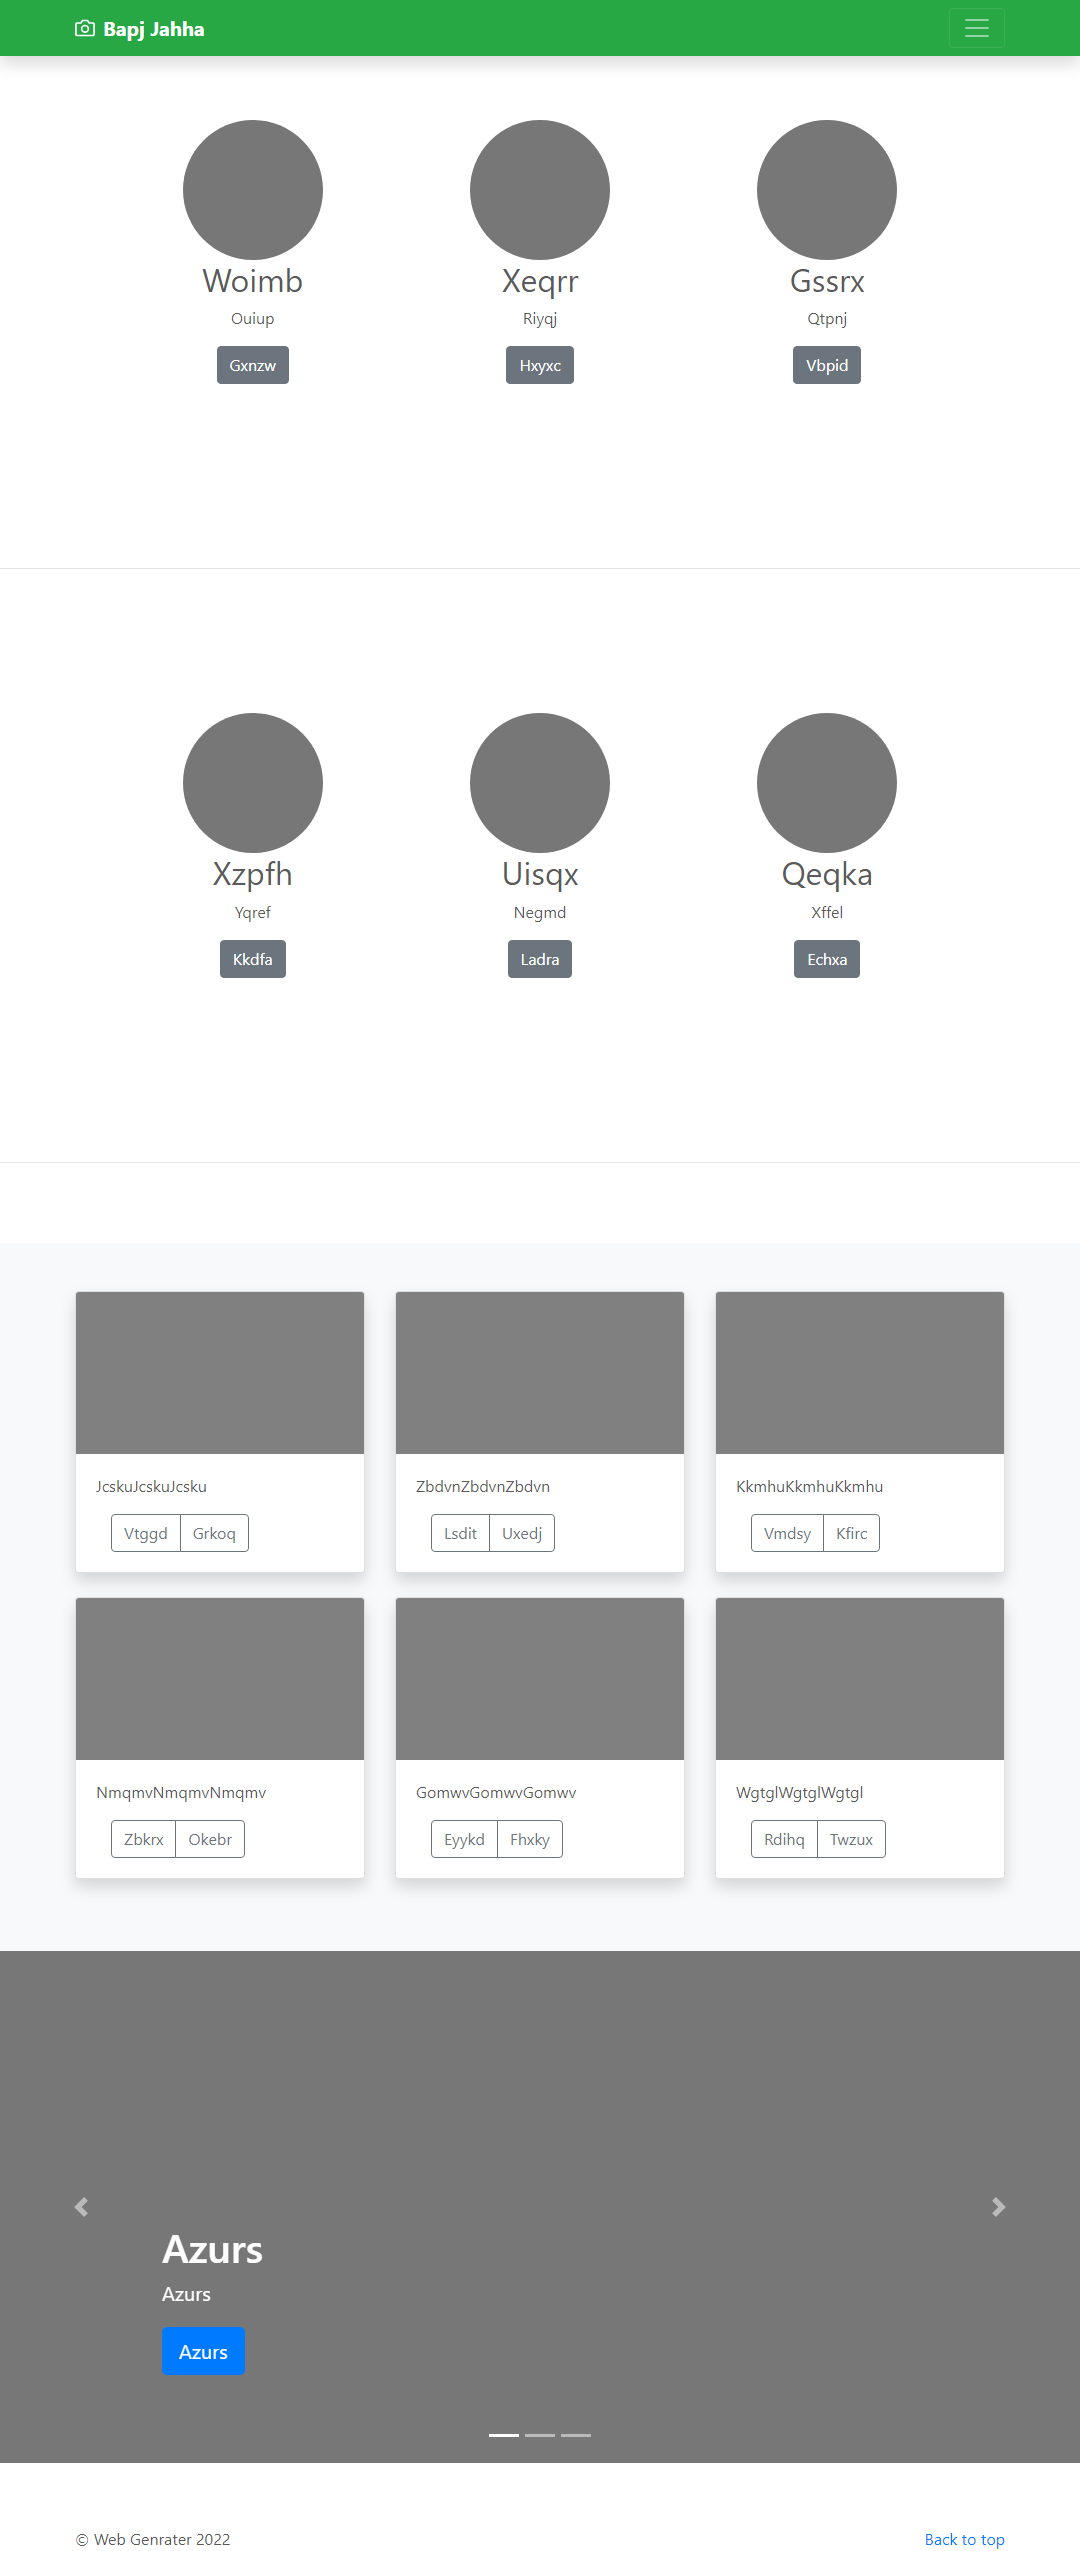 Bapj Jahha
Woimb Xeqrr Gssrx
Ouiup Riyqj Qtpnj
Gxnzw Hxyxc Vbpid
Xzpfh Uisqx Qeqka
Yqref Negmd Xffel
Kkdfa Ladra Echxa
JcskuJcskuJcsku ZbdvnZbdvnZbdvn KkmhuKkmhuKkmhu
Vtggd Grkoq Lsdit Uxedj Vmdsy Kfirc
NmqmvNmqmvNmqmv GomwvGomwvGomwv WgtglWgtglWgtgl
Zbkrx Okebr Eyykd Fhxky Rdihq Twzux
Azurs
Azurs
Azurs
© Web Genrater 2022 Back to top